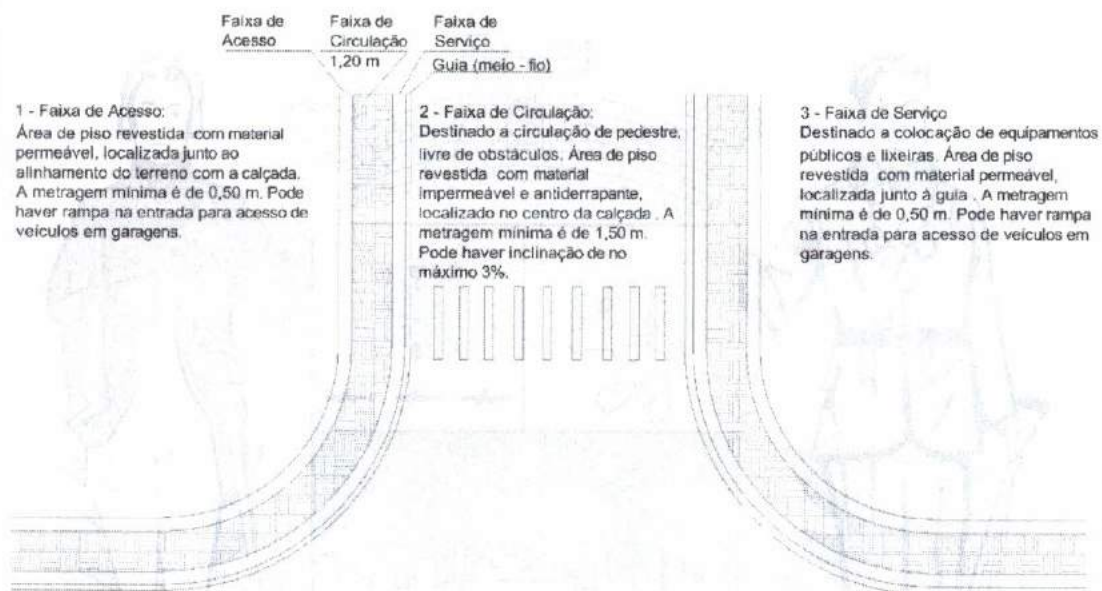 Faixa de
Acesso
Faixa de
Circulação
1,20 m
Faixa de
Serviço
Guia (meio - fio)
1 - Faixa de Acesso:
Área de piso revestida com material
permeável, localizada junto ao
alinhamento do terreno com a calçada.
A metragem mínima é de 0,50 m. Pode
haver rampa na entrada para acesso de
veículos em garagens.
2 - Faixa de Circulação:
Destinado a circulação de pedestre,
livre de obstáculos. Área de piso
revestida com material
impermeável e antiderrapante,
localizado no centro da calçada . A
metragem mínima é de 1,50 m.
Pode haver inclinação de no
máximo 3%.
3 - Faixa de Serviço
Destinado a colocação de equipamentos
públicos e lixeiras. Área de piso
revestida com material permeável,
localizada junto à guia . A metragem
mínima é de 0,50 m. Pode haver rampa
na entrada para acesso de veículos em
garagens.